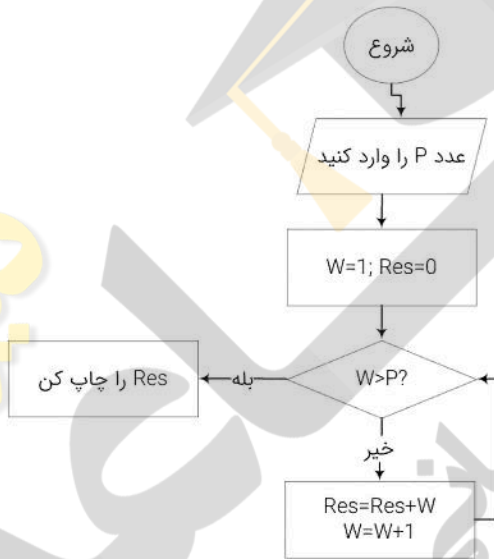 شروع
عدد P را وارد کنید
W=1; Res=0
W>P?
بله
Res را چاپ کن
خیر
Res=Res+W
W=W+1